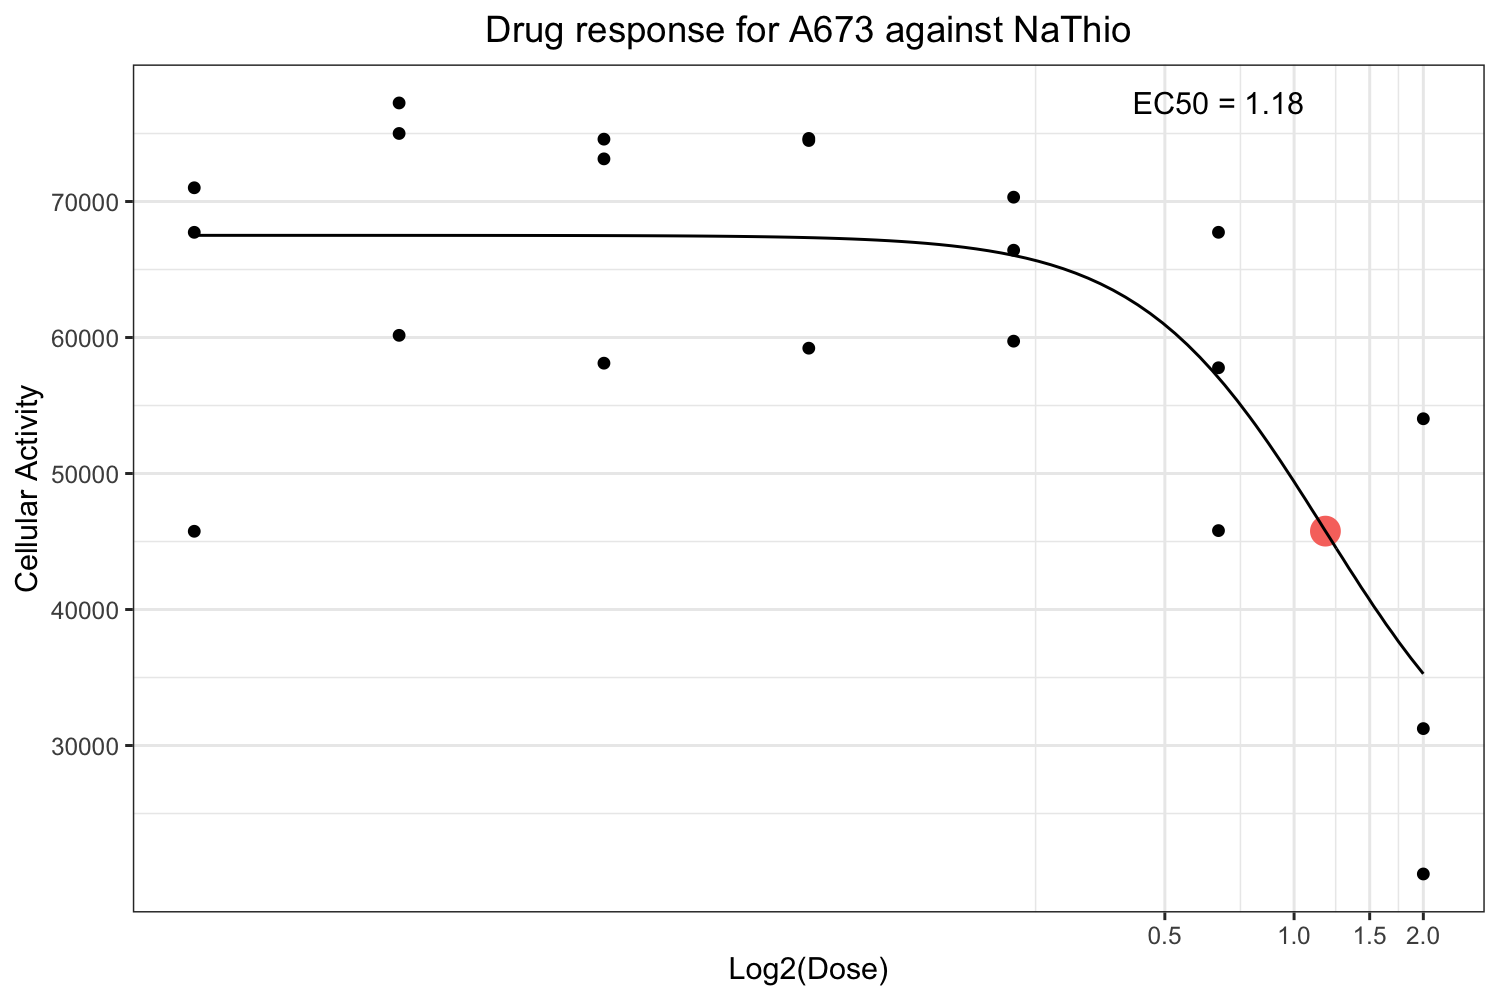 Drug response for A673 against NaThio
EC50 = 1.18
70000
60000
50000
40000
30000
Cellular Activity
0.5 1.0 1.5 2.0
Log2(Dose)